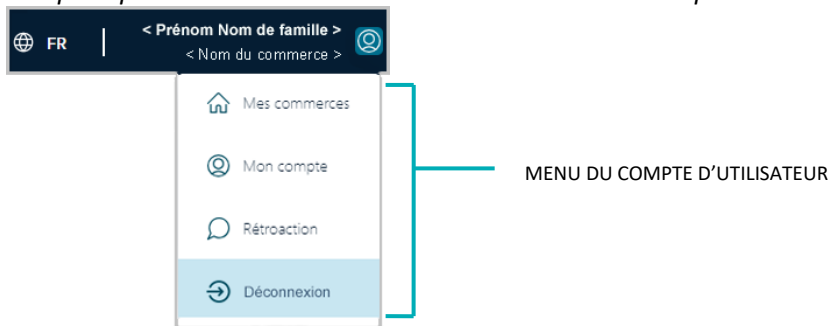 FR
< Prénom Nom de famille >
< Nom du commerce >
Mes commerces
Mon compte
MENU DU COMPTE D’UTILISATEUR
Rétroaction
Déconnexion